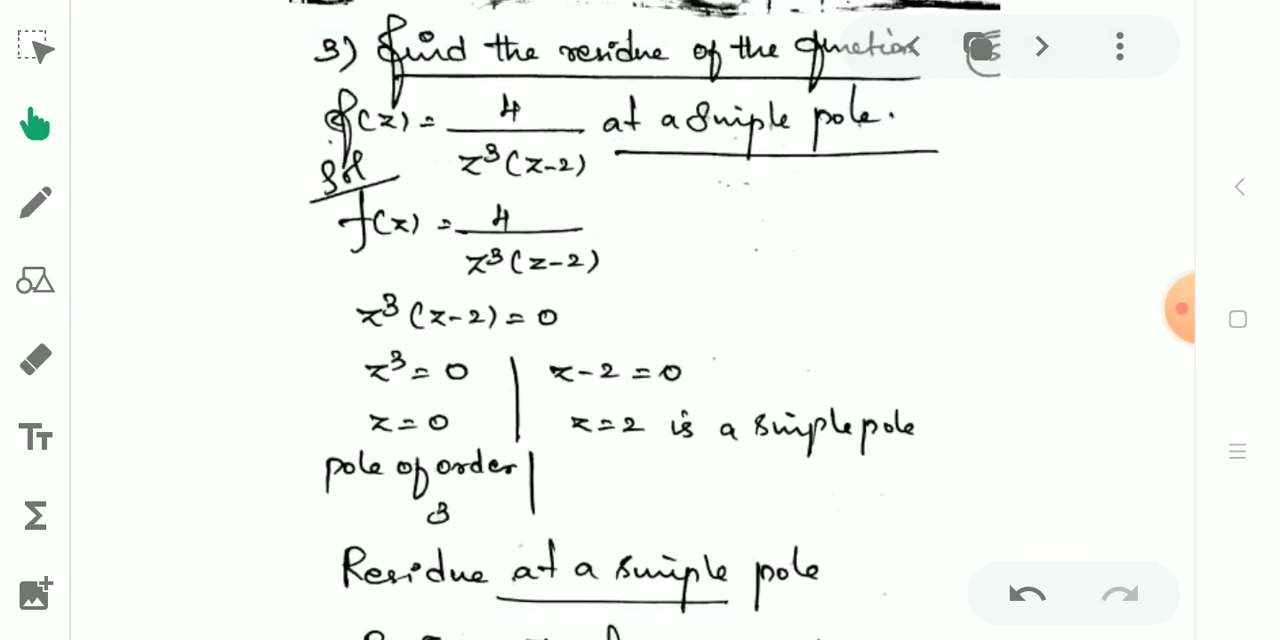 3) find the residue of the function
f(z) = 4 / z³(z-2) at a simple pole.
Sol
f(z) = 4 / z³(z-2)
z³(z-2) = 0
z³ = 0 | z-2 = 0
z = 0 | z = 2 is a simple pole
pole of order
3
Residue at a simple pole
Tт
Σ